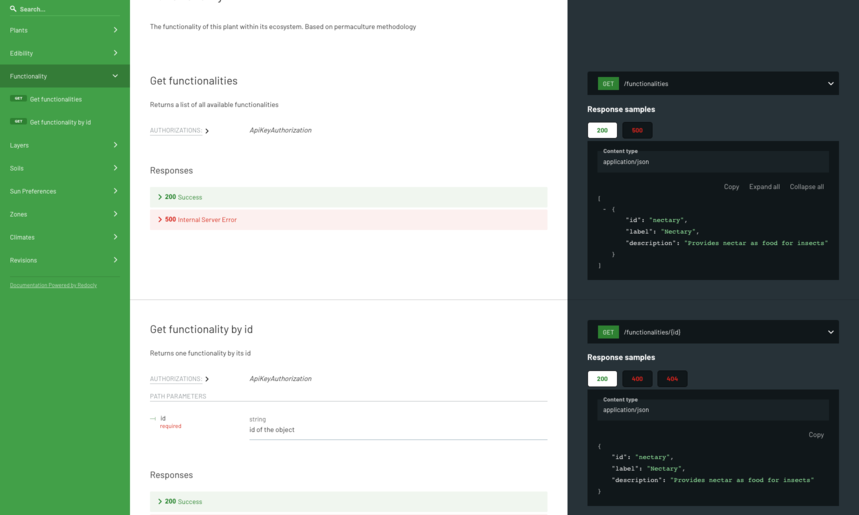 Search...
Plants
Edibility
Functionality
GET Get functionalities
GET Get functionality by id
Layers
Soils
Sun Preferences
Zones
Climates
Revisions
Documentation Powered by Redocly
The functionality of this plant within its ecosystem. Based on permaculture methodology
Get functionalities
Returns a list of all available functionalities
AUTHORIZATIONS: ApiKeyAuthorization
Responses
200 Success
500 Internal Server Error
GET /functionalities
Response samples
200 500
Content type
application/json
Copy Expand all Collapse all
[
- {
"id": "nectary",
"label": "Nectary",
"description": "Provides nectar as food for insects"
}
]
Get functionality by id
Returns one functionality by its id
AUTHORIZATIONS: ApiKeyAuthorization
PATH PARAMETERS
id string
required id of the object
Responses
200 Success
GET /functionalities/{id}
Response samples
200 400 404
Content type
application/json
Copy
{
"id": "nectary",
"label": "Nectary",
"description": "Provides nectar as food for insects"
}